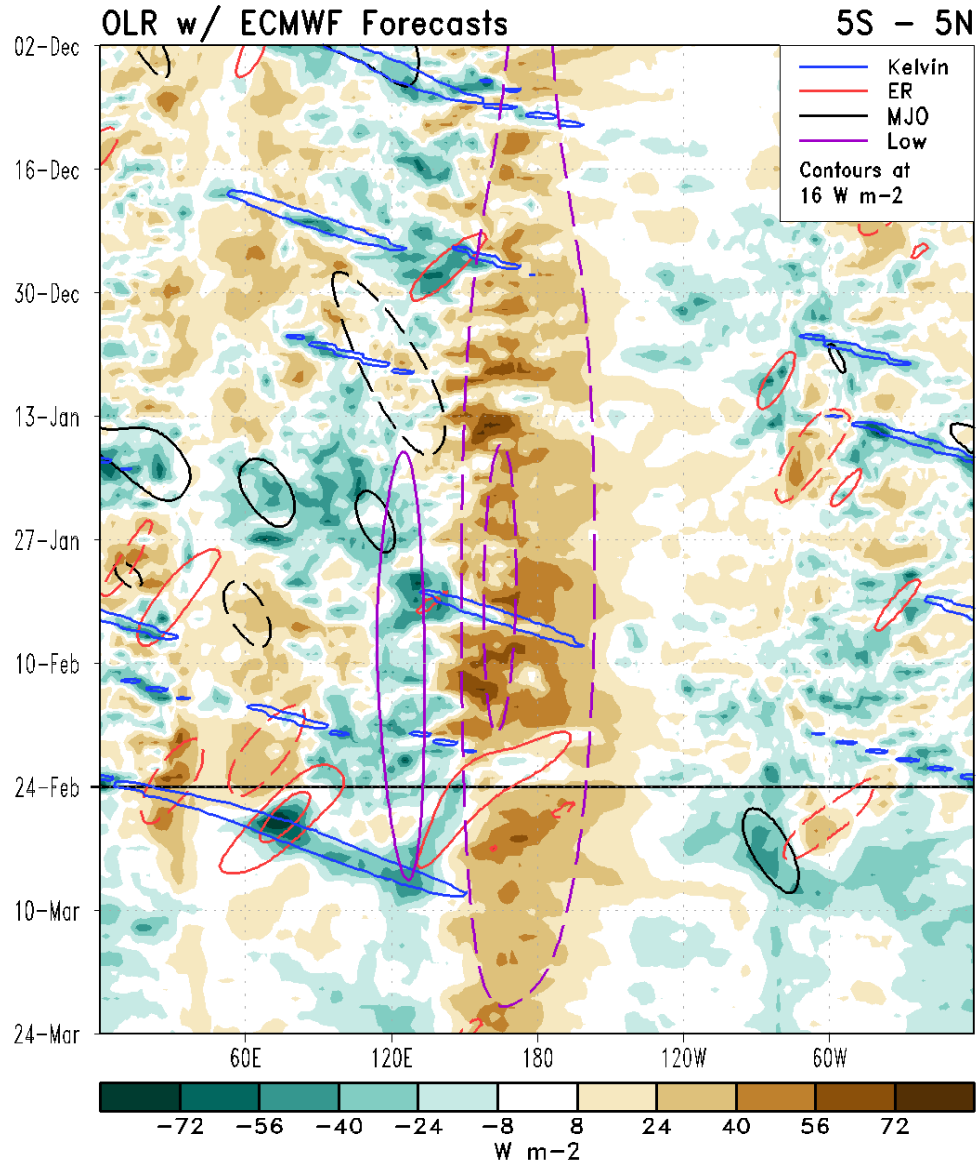 OLR w/ ECMWF Forecasts 5S - 5N
Kelvin
ER
MJO
Low
Contours at
16 W m-2
02-Dec
16-Dec
30-Dec
13-Jan
27-Jan
10-Feb
24-Feb
10-Mar
24-Mar
60E 120E 180 120W 60W
-72 -56 -40 -24 -8 8 24 40 56 72
W m-2